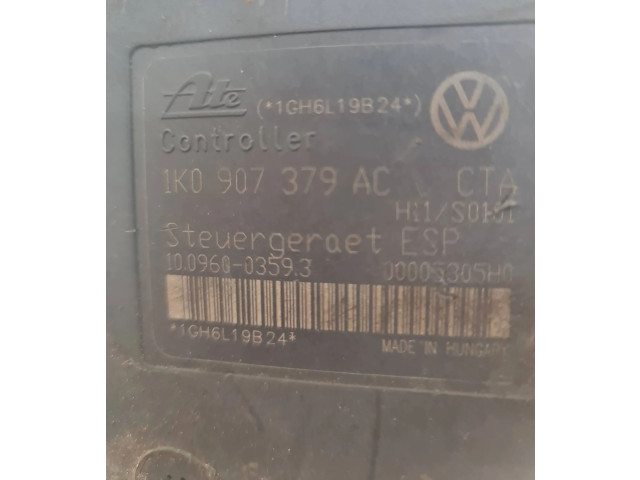 Ate (*1GH6L19B24*)
Controller
1K0 907 379 AC CTA
H11/S0101
Steuergeraet ESP
10.0960-0359.3 00005305H0
*1GH6L19B24*
MADE IN HUNGARY